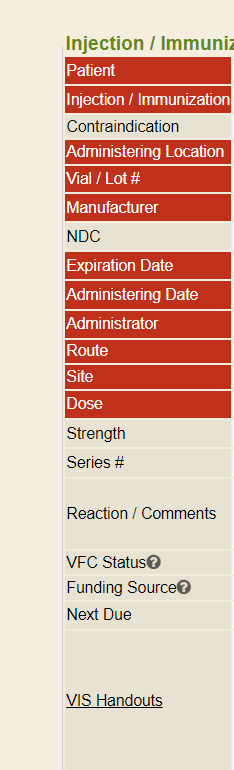 Injection / Immuniz
Patient
Injection / Immunization
Contraindication
Administering Location
Vial / Lot #
Manufacturer
NDC
Expiration Date
Administering Date
Administrator
Route
Site
Dose
Strength
Series #
Reaction / Comments
VFC Status?
Funding Source?
Next Due
VIS Handouts